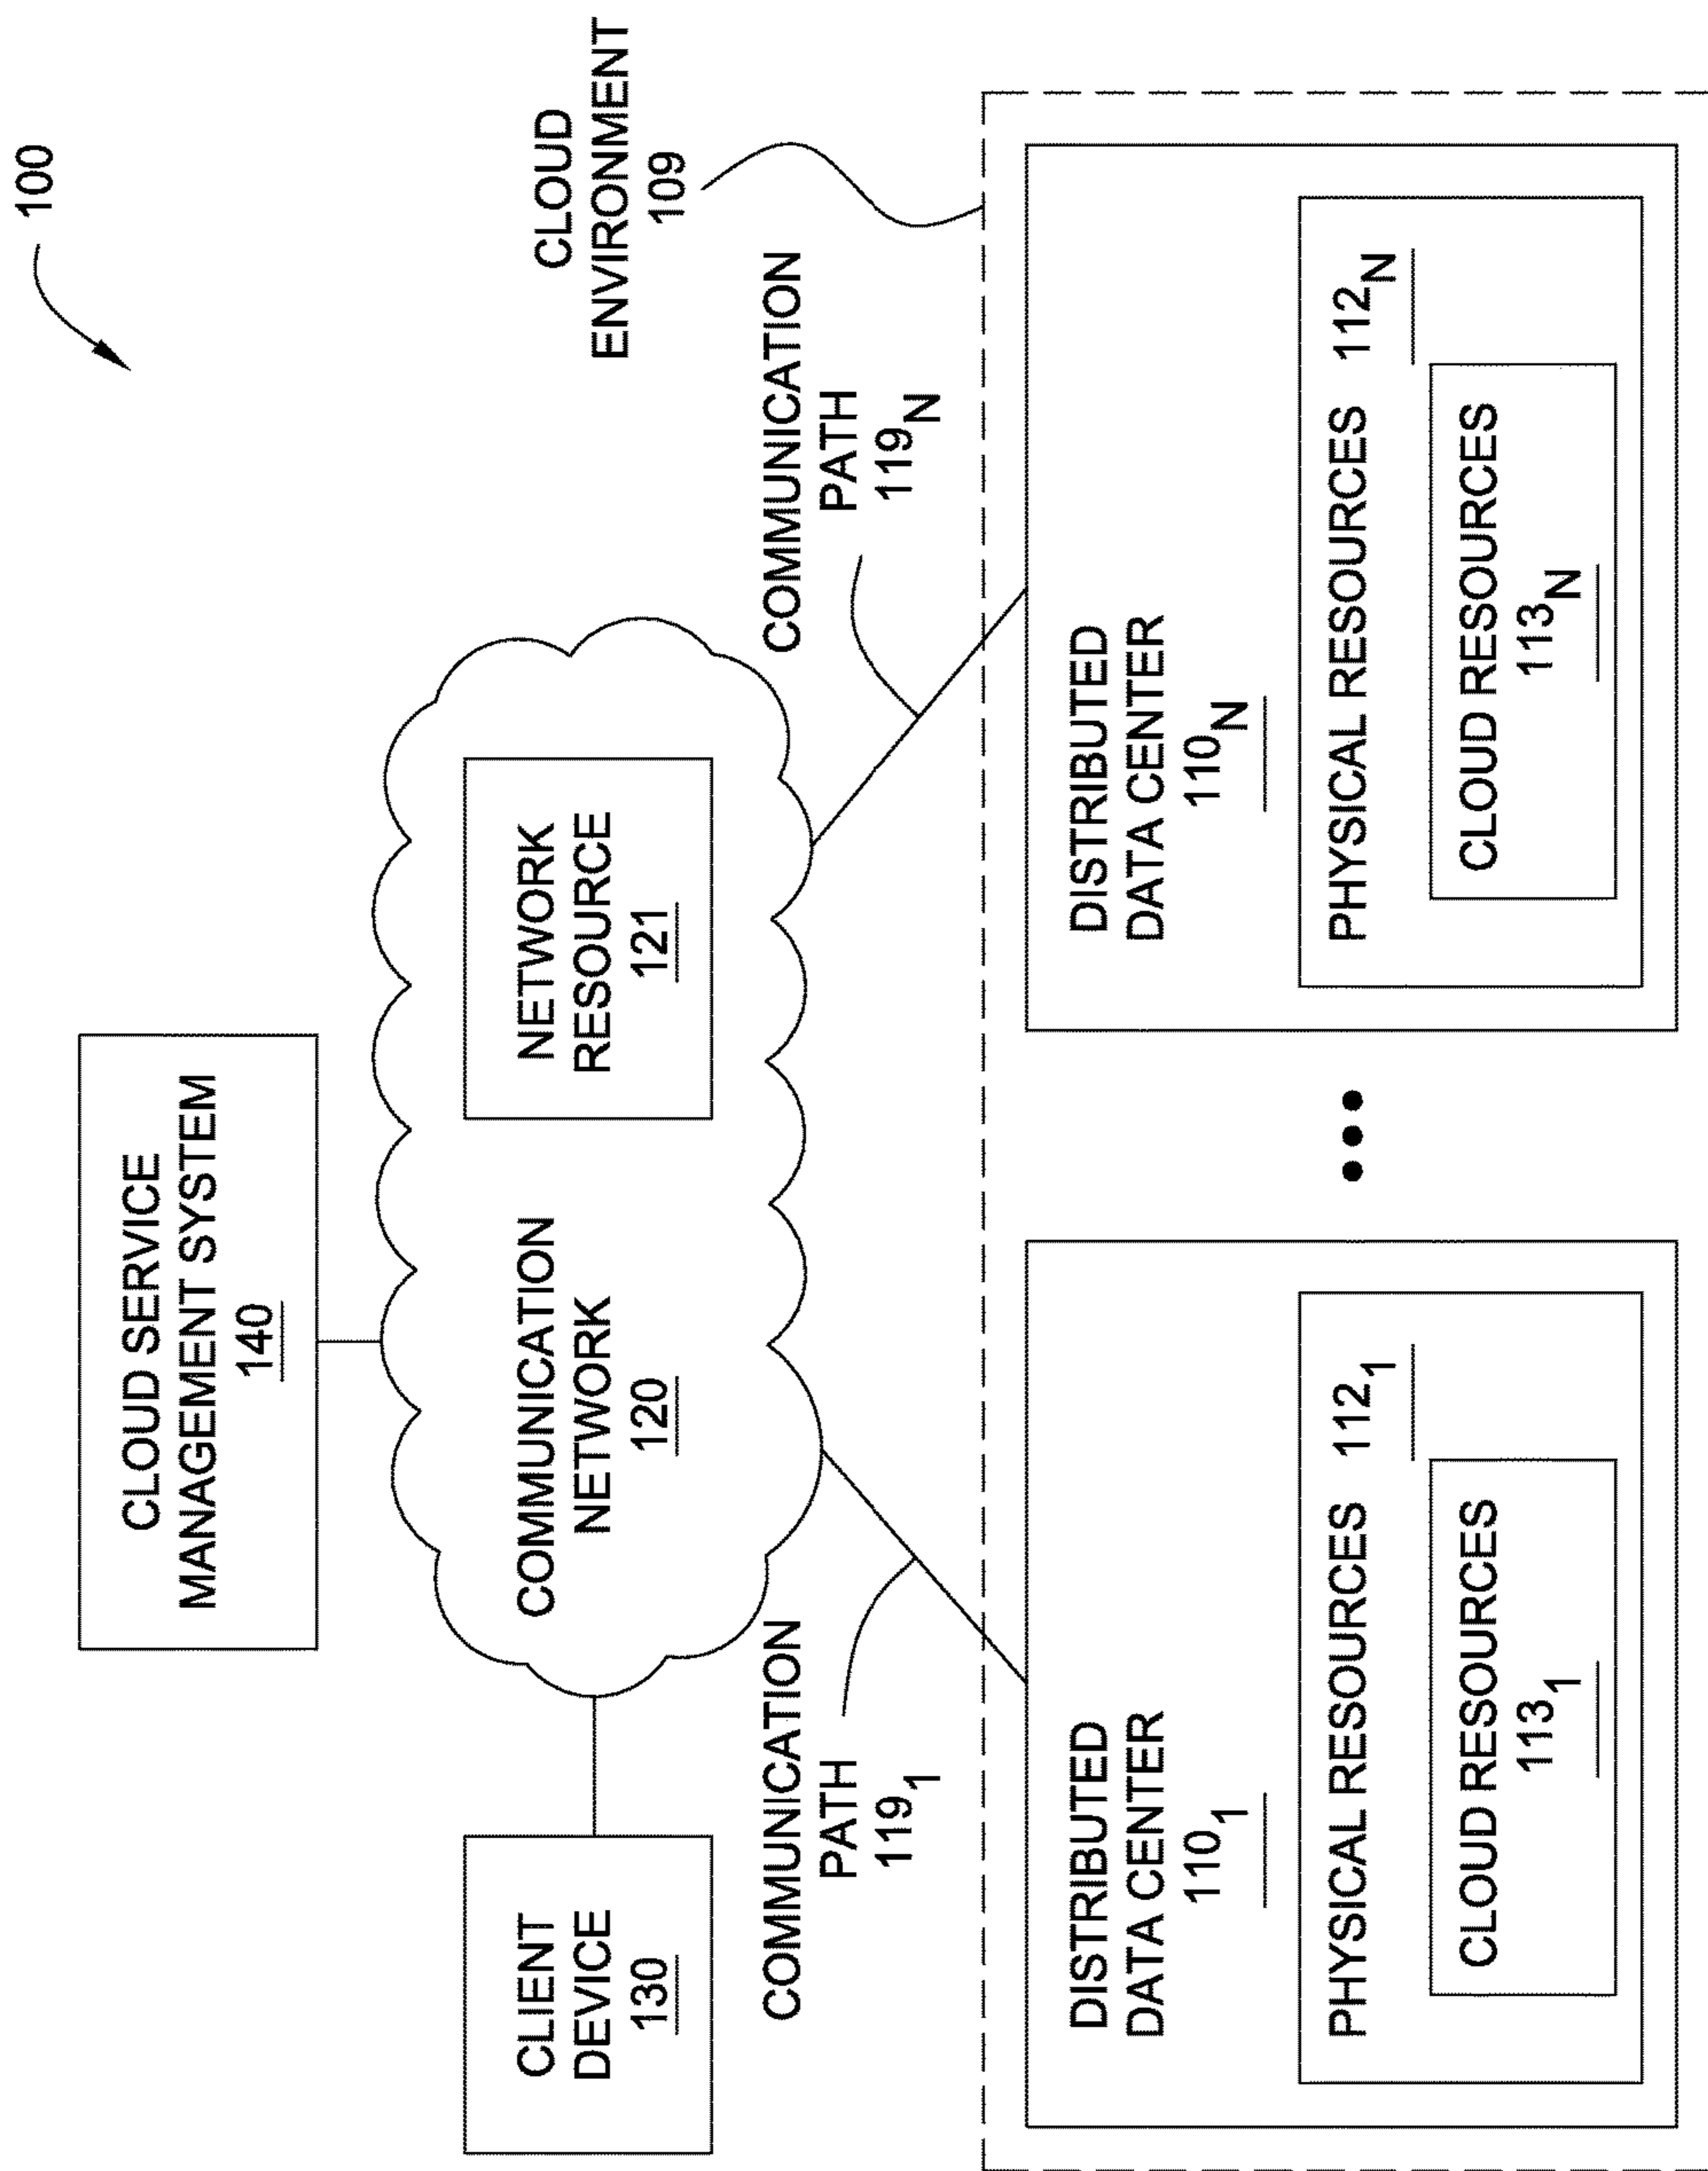 100
CLOUD SERVICE
MANAGEMENT SYSTEM
140
CLIENT
DEVICE
130
COMMUNICATION
NETWORK
120
NETWORK
RESOURCE
121
CLOUD
ENVIRONMENT
109
COMMUNICATION
PATH
119₁
COMMUNICATION
PATH
119N
DISTRIBUTED
DATA CENTER
110₁
PHYSICAL RESOURCES 112₁
CLOUD RESOURCES
113₁
DISTRIBUTED
DATA CENTER
110N
PHYSICAL RESOURCES 112N
CLOUD RESOURCES
113N